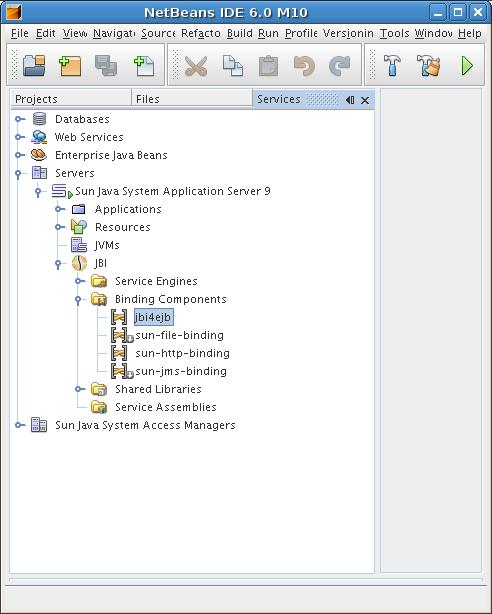 NetBeans IDE 6.0 M10
File Edit View Navigat Source Refacto Build Run Profile Versionin Tools Window Help
Projects Files Services
Databases
Web Services
Enterprise Java Beans
Servers
Sun Java System Application Server 9
Applications
Resources
JVMs
JBI
Service Engines
Binding Components
jbi4ejb
sun-file-binding
sun-http-binding
sun-jms-binding
Shared Libraries
Service Assemblies
Sun Java System Access Managers